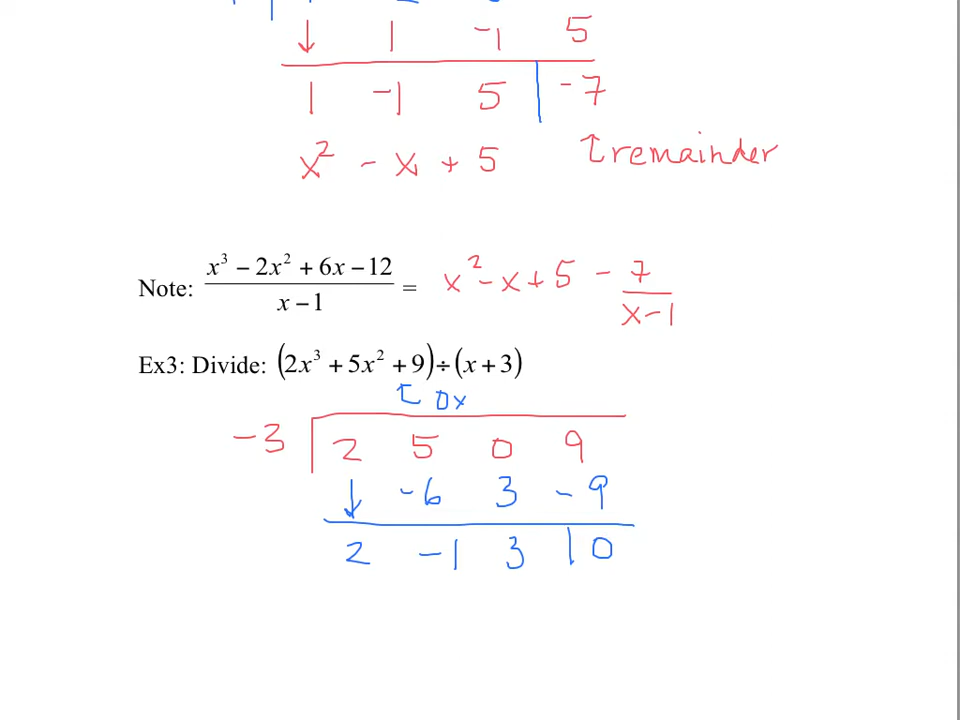 ↓ 1 -1 5
1 -1 5 | -7
x² - x + 5 ↑ remainder
Note: (x³ − 2x² + 6x − 12)/(x − 1) = x² - x + 5 - 7/(x-1)
Ex3: Divide: (2x³ + 5x² + 9) ÷ (x + 3)
↑ 0x
-3 2 5 0 9
↓ -6 3 -9
2 -1 3 | 0